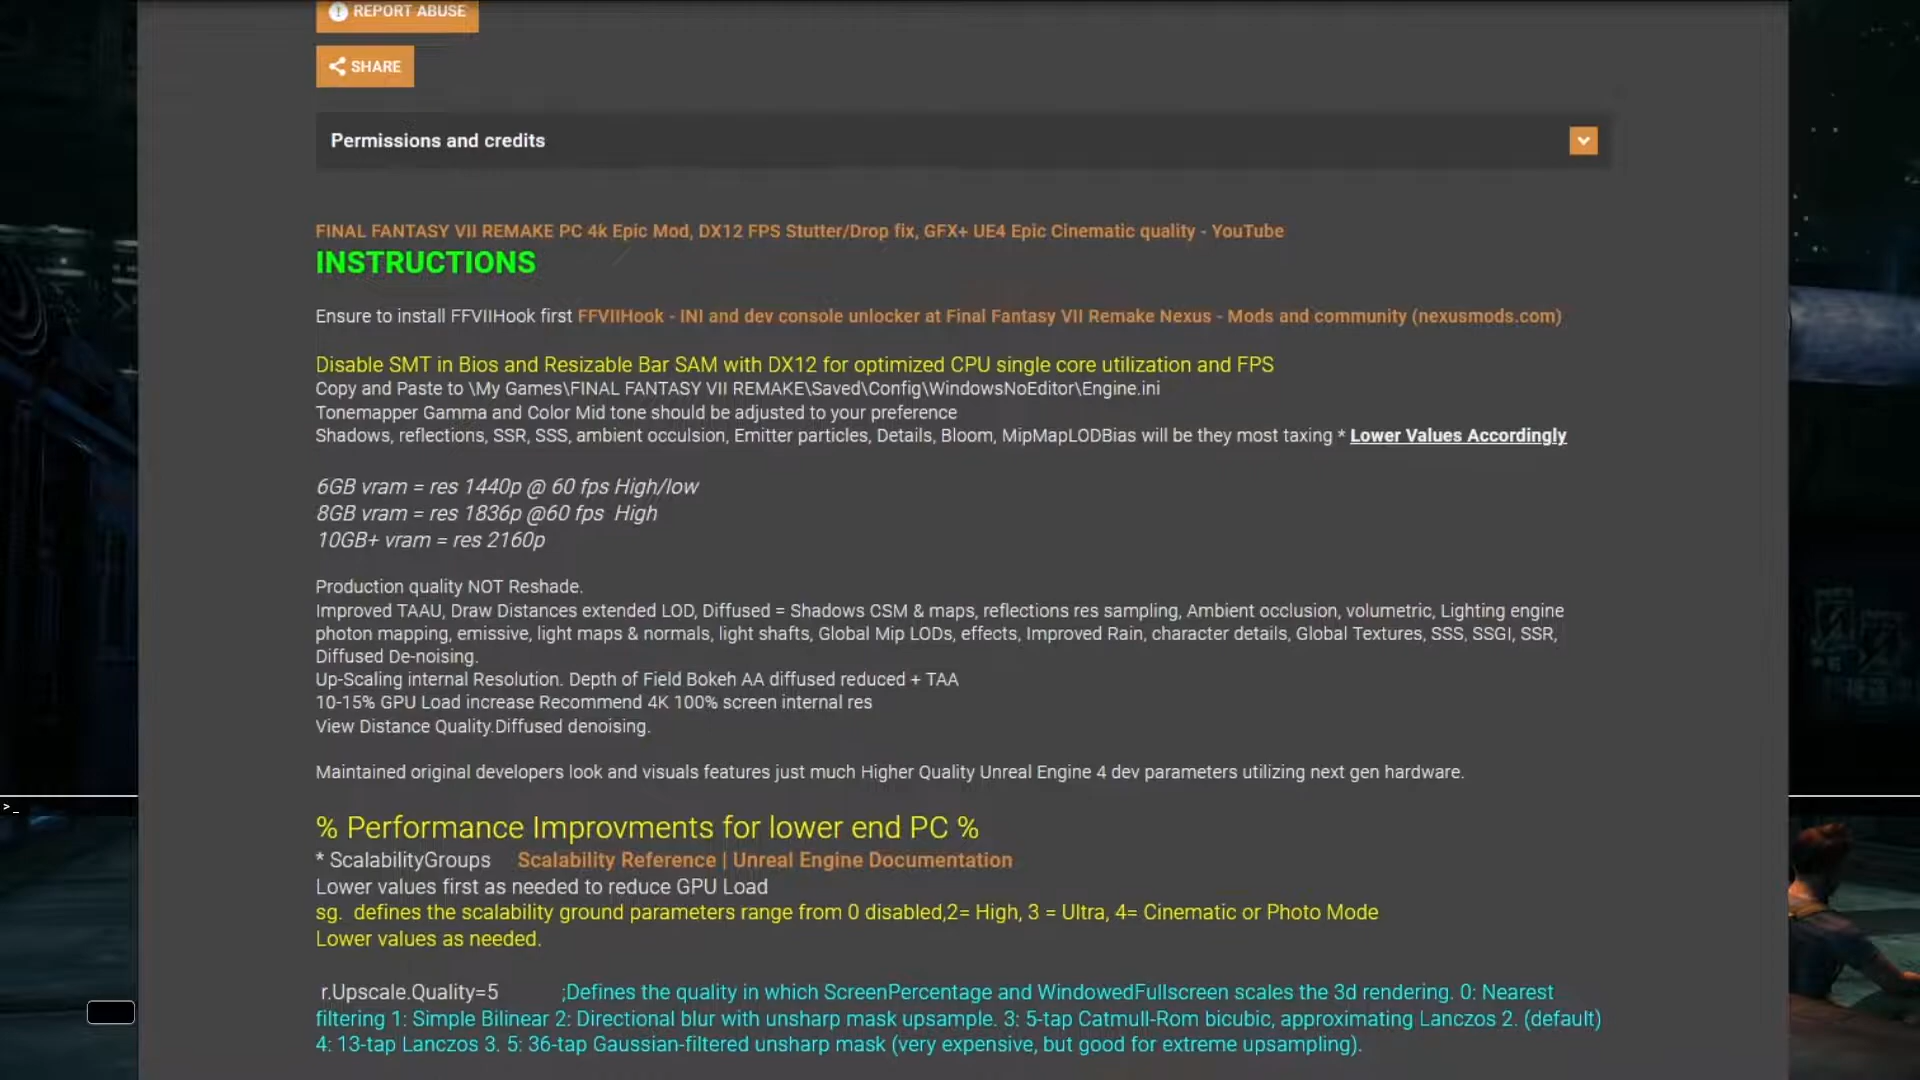 REPORT ABUSE
SHARE
Permissions and credits
FINAL FANTASY VII REMAKE PC 4k Epic Mod, DX12 FPS Stutter/Drop fix, GFX+ UE4 Epic Cinematic quality - YouTube
INSTRUCTIONS
Ensure to install FFVIIHook first FFVIIHook - INI and dev console unlocker at Final Fantasy VII Remake Nexus - Mods and community (nexusmods.com)
Disable SMT in Bios and Resizable Bar SAM with DX12 for optimized CPU single core utilization and FPS
Copy and Paste to \My Games\FINAL FANTASY VII REMAKE\Saved\Config\WindowsNoEditor\Engine.ini
Tonemapper Gamma and Color Mid tone should be adjusted to your preference
Shadows, reflections, SSR, SSS, ambient occulsion, Emitter particles, Details, Bloom, MipMapLODBias will be they most taxing * Lower Values Accordingly
6GB vram = res 1440p @ 60 fps High/low
8GB vram = res 1836p @60 fps  High
10GB+ vram = res 2160p
Production quality NOT Reshade.
Improved TAAU, Draw Distances extended LOD, Diffused = Shadows CSM & maps, reflections res sampling, Ambient occlusion, volumetric, Lighting engine
photon mapping, emissive, light maps & normals, light shafts, Global Mip LODs, effects, Improved Rain, character details, Global Textures, SSS, SSGI, SSR,
Diffused De-noising.
Up-Scaling internal Resolution. Depth of Field Bokeh AA diffused reduced + TAA
10-15% GPU Load increase Recommend 4K 100% screen internal res
View Distance Quality.Diffused denoising.
Maintained original developers look and visuals features just much Higher Quality Unreal Engine 4 dev parameters utilizing next gen hardware.
% Performance Improvments for lower end PC %
* ScalabilityGroups Scalability Reference | Unreal Engine Documentation
Lower values first as needed to reduce GPU Load
sg.  defines the scalability ground parameters range from 0 disabled,2= High, 3 = Ultra, 4= Cinematic or Photo Mode
Lower values as needed.
>_
r.Upscale.Quality=5 ;Defines the quality in which ScreenPercentage and WindowedFullscreen scales the 3d rendering. 0: Nearest
filtering 1: Simple Bilinear 2: Directional blur with unsharp mask upsample. 3: 5-tap Catmull-Rom bicubic, approximating Lanczos 2. (default)
4: 13-tap Lanczos 3. 5: 36-tap Gaussian-filtered unsharp mask (very expensive, but good for extreme upsampling).